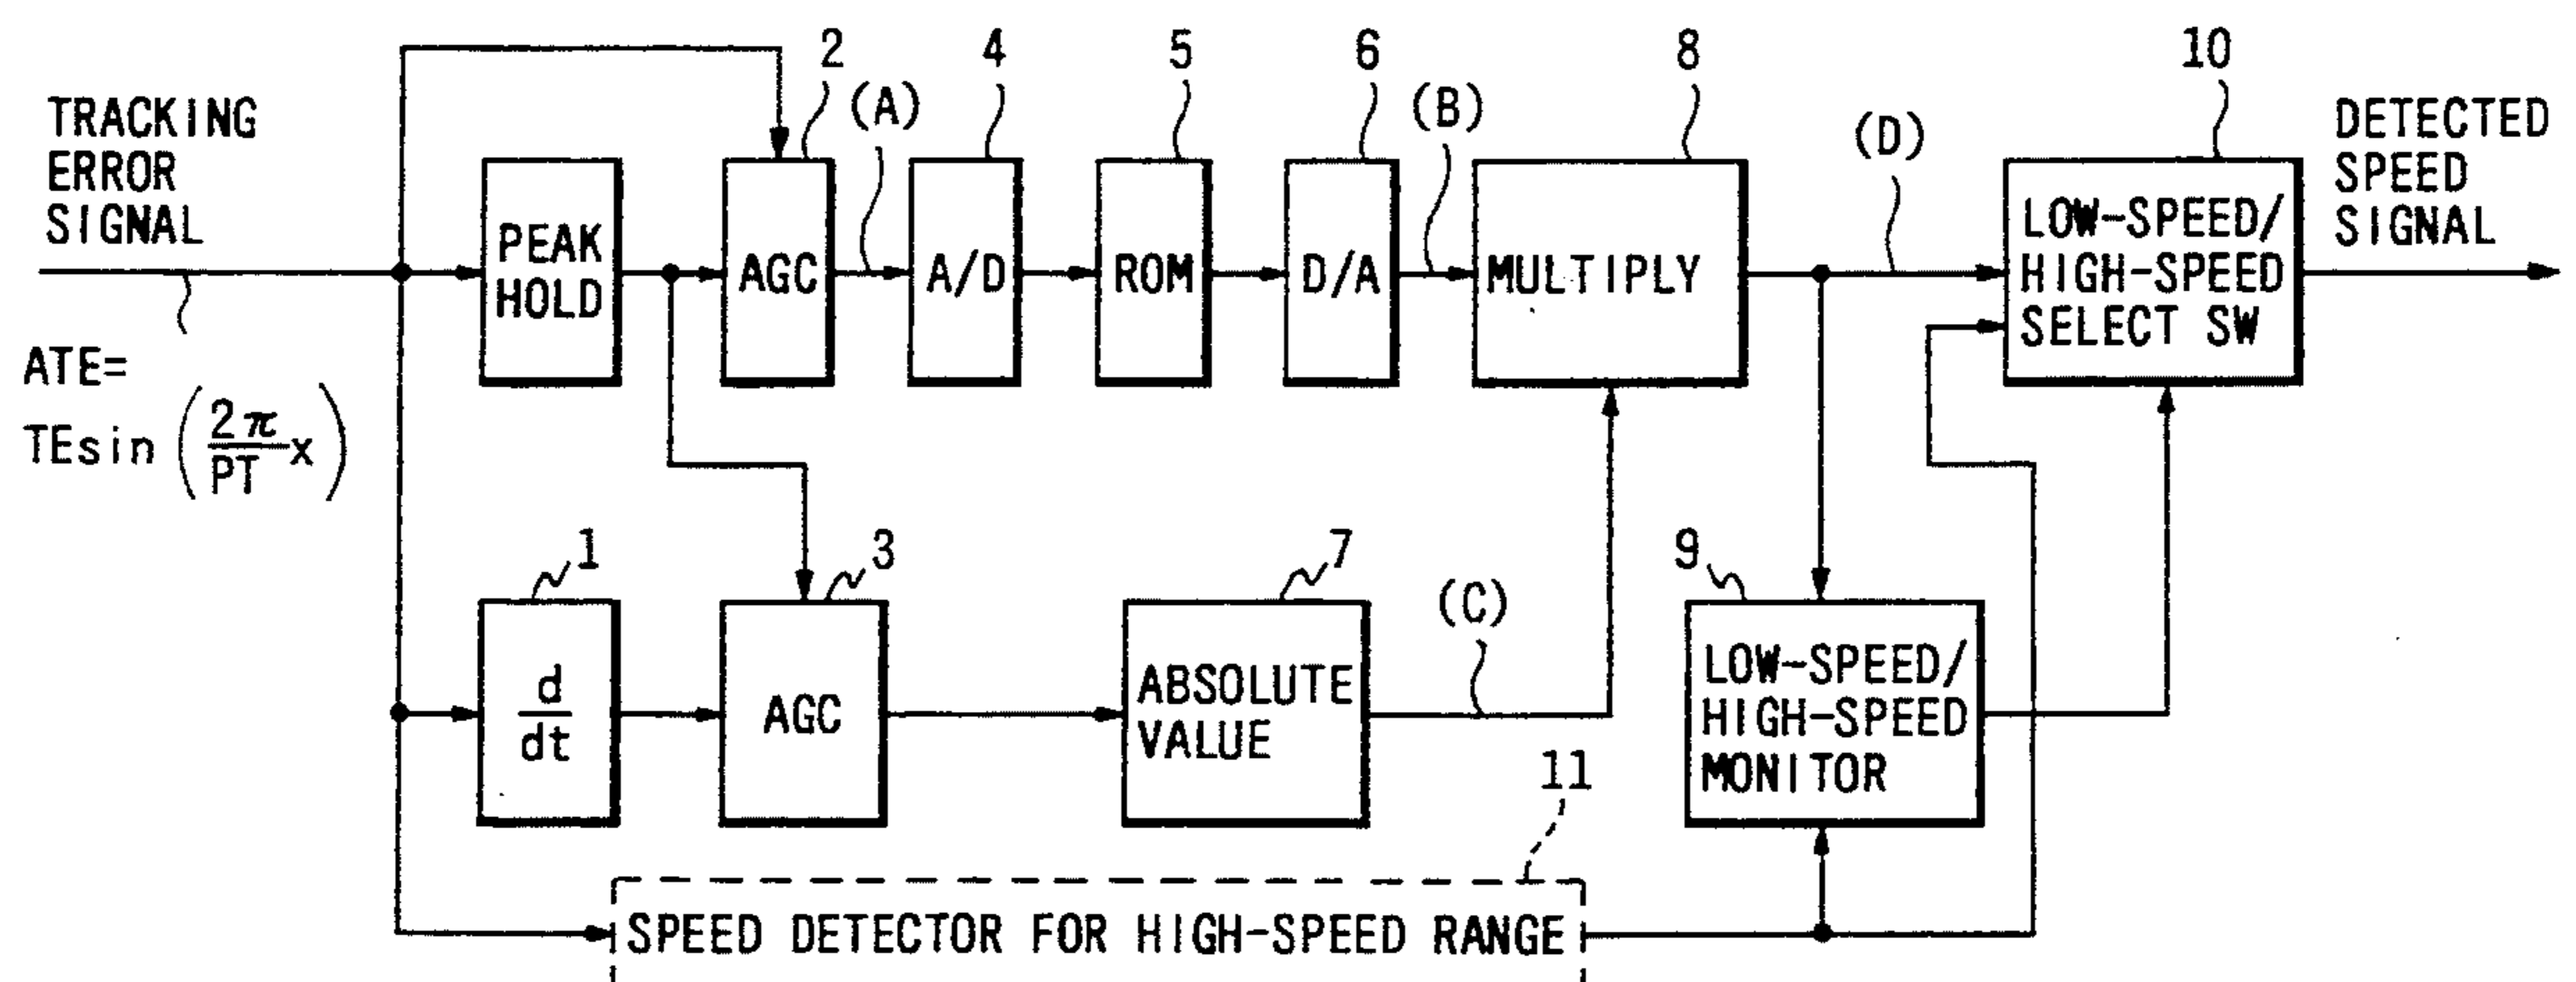 2
4
5
6
8
10
(A)
(B)
(D)
TRACKING
ERROR
SIGNAL
DETECTED
SPEED
SIGNAL
PEAK
HOLD
AGC
A/D
ROM
D/A
MULTIPLY
LOW-SPEED/
HIGH-SPEED
SELECT SW
ATE=
TEsin (2π/PT x)
1
3
7
9
(C)
d/dt
AGC
ABSOLUTE
VALUE
LOW-SPEED/
HIGH-SPEED
MONITOR
11
SPEED DETECTOR FOR HIGH-SPEED RANGE